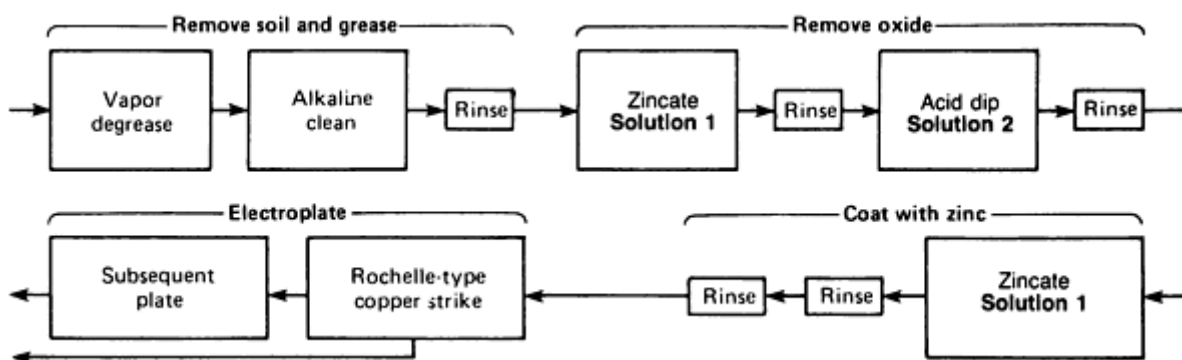 Remove soil and grease
Remove oxide
Vapor
degrease
Alkaline
clean
Rinse
Zincate
Solution 1
Rinse
Acid dip
Solution 2
Rinse
Electroplate
Coat with zinc
Subsequent
plate
Rochelle-type
copper strike
Rinse
Rinse
Zincate
Solution 1